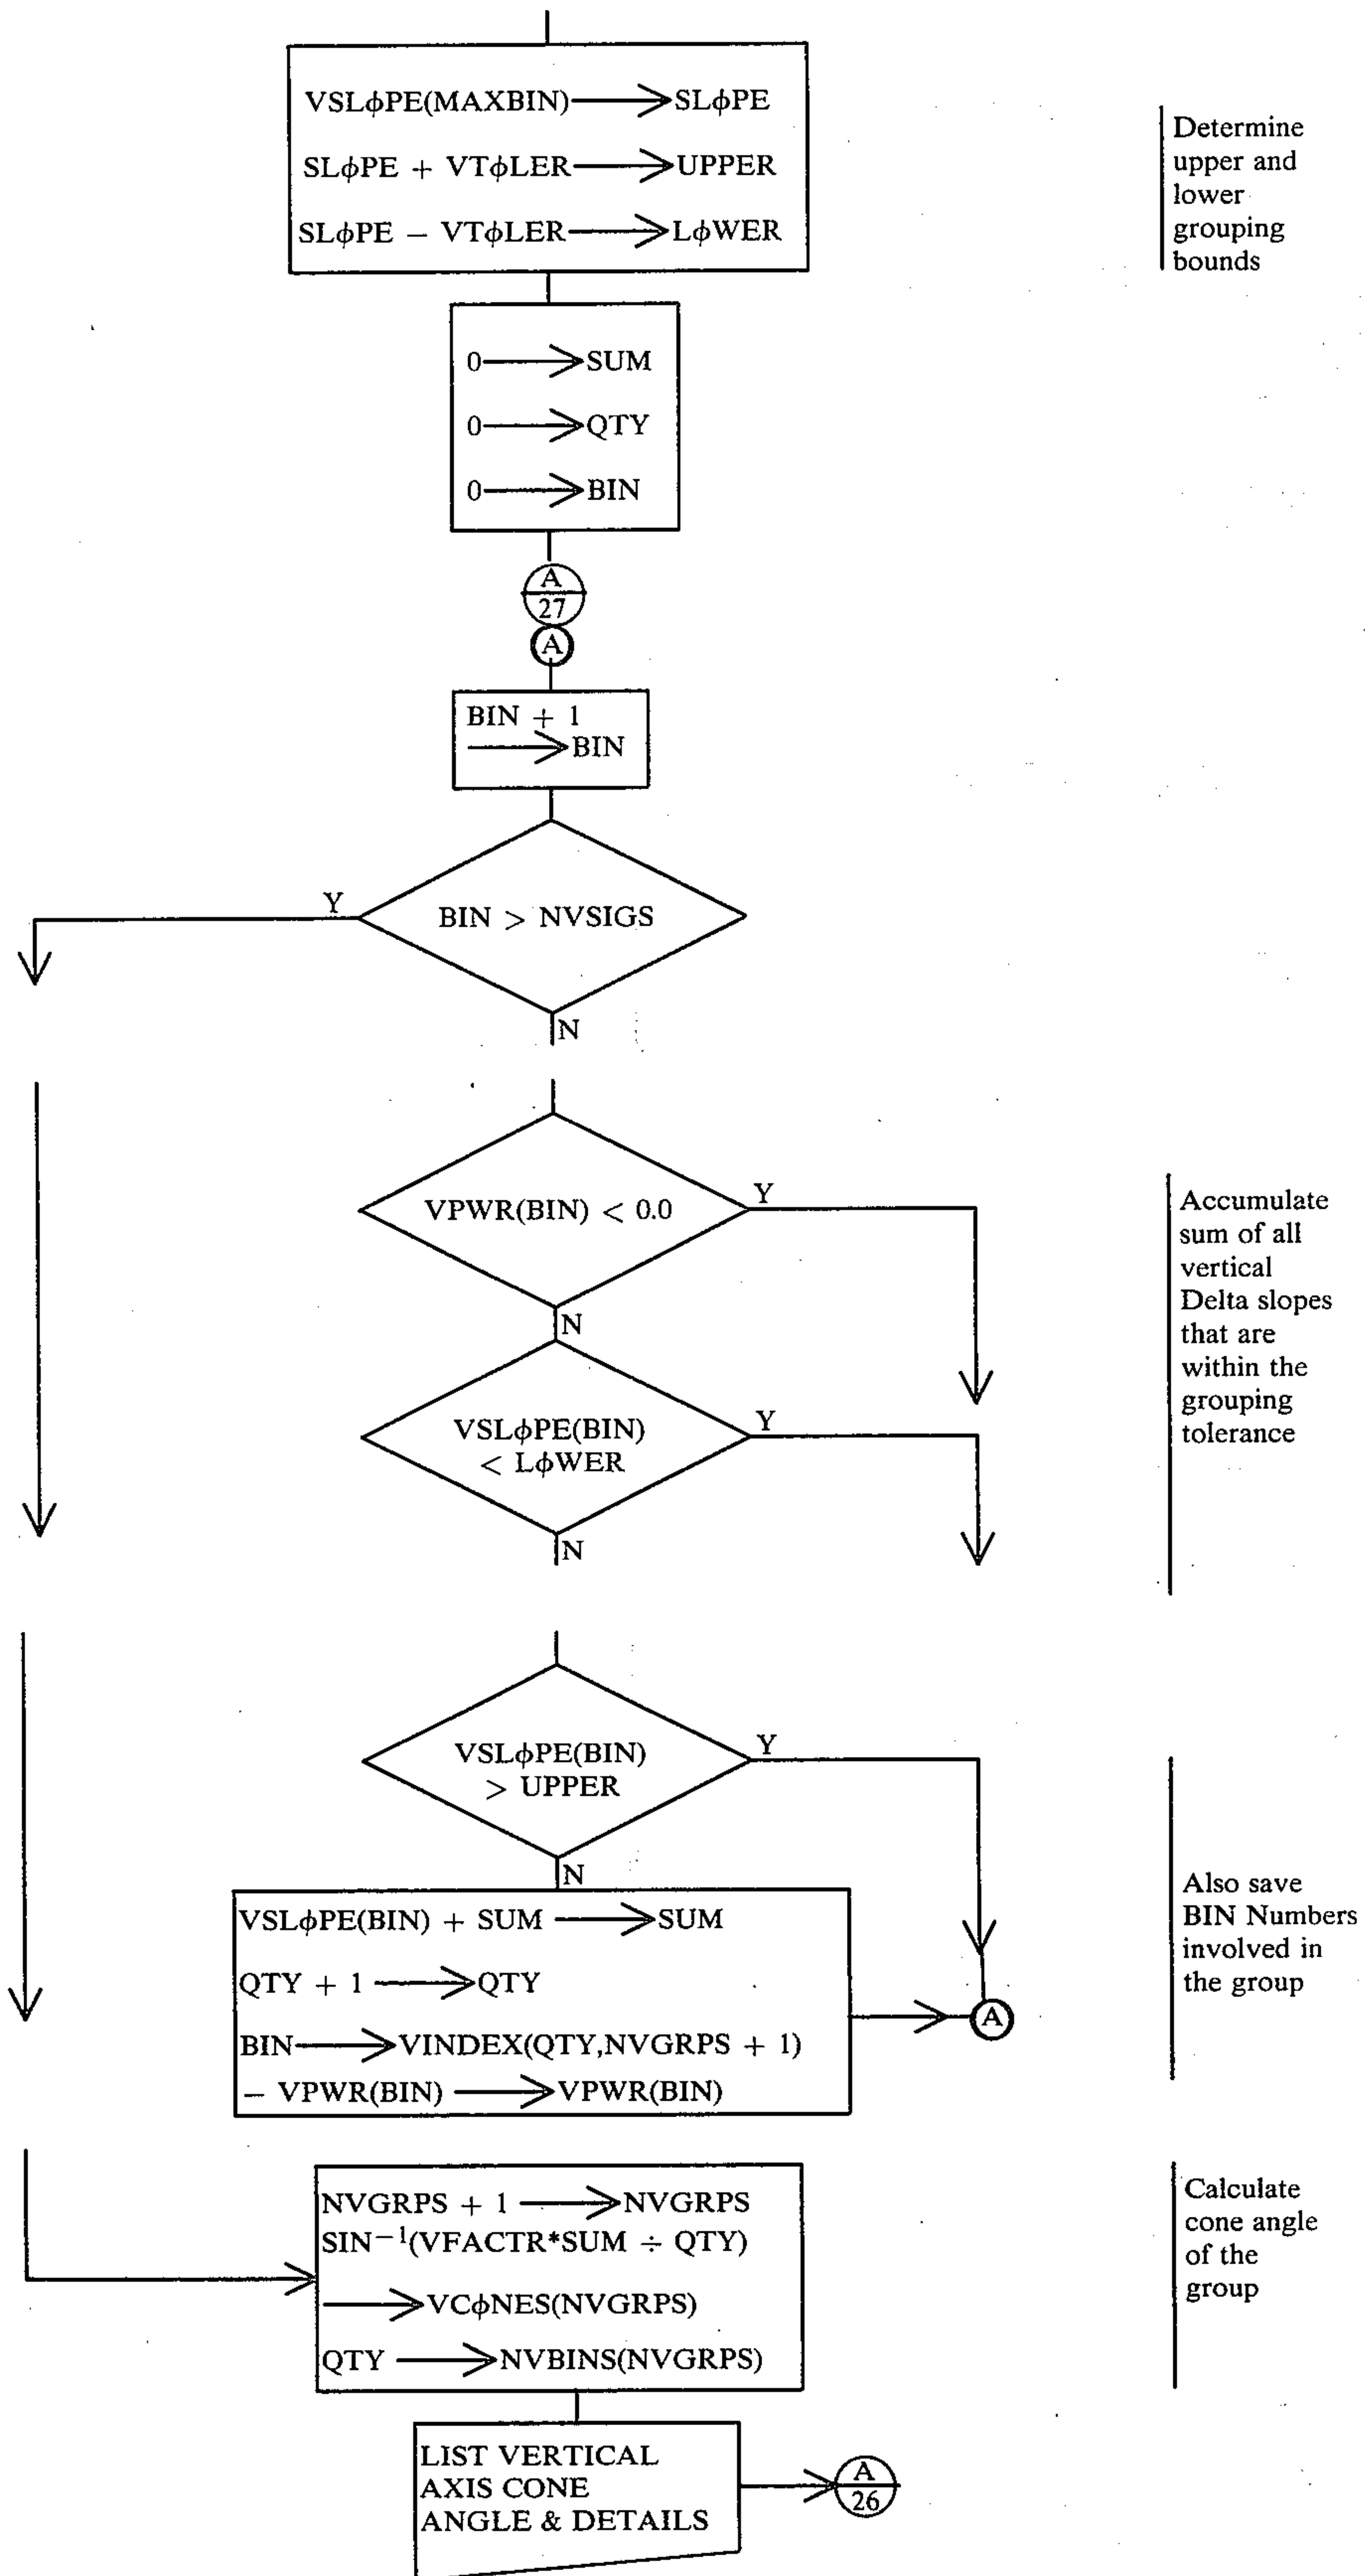 VSLϕPE(MAXBIN)⟶SLϕPE
SLϕPE + VTϕLER⟶UPPER
SLϕPE − VTϕLER⟶LϕWER
Determine
upper and
lower
grouping
bounds
0⟶SUM
0⟶QTY
0⟶BIN
A
27
A
BIN + 1
⟶BIN
Y
BIN > NVSIGS
N
VPWR(BIN) < 0.0
Y
N
VSLϕPE(BIN)
< LϕWER
Y
N
Accumulate
sum of all
vertical
Delta slopes
that are
within the
grouping
tolerance
VSLϕPE(BIN)
> UPPER
Y
N
VSLϕPE(BIN) + SUM ⟶SUM
QTY + 1 ⟶QTY
BIN⟶VINDEX(QTY,NVGRPS + 1)
− VPWR(BIN) ⟶VPWR(BIN)
A
Also save
BIN Numbers
involved in
the group
NVGRPS + 1 ⟶NVGRPS
SIN⁻¹(VFACTR*SUM ÷ QTY)
⟶VCϕNES(NVGRPS)
QTY ⟶NVBINS(NVGRPS)
Calculate
cone angle
of the
group
LIST VERTICAL
AXIS CONE
ANGLE & DETAILS
A
26